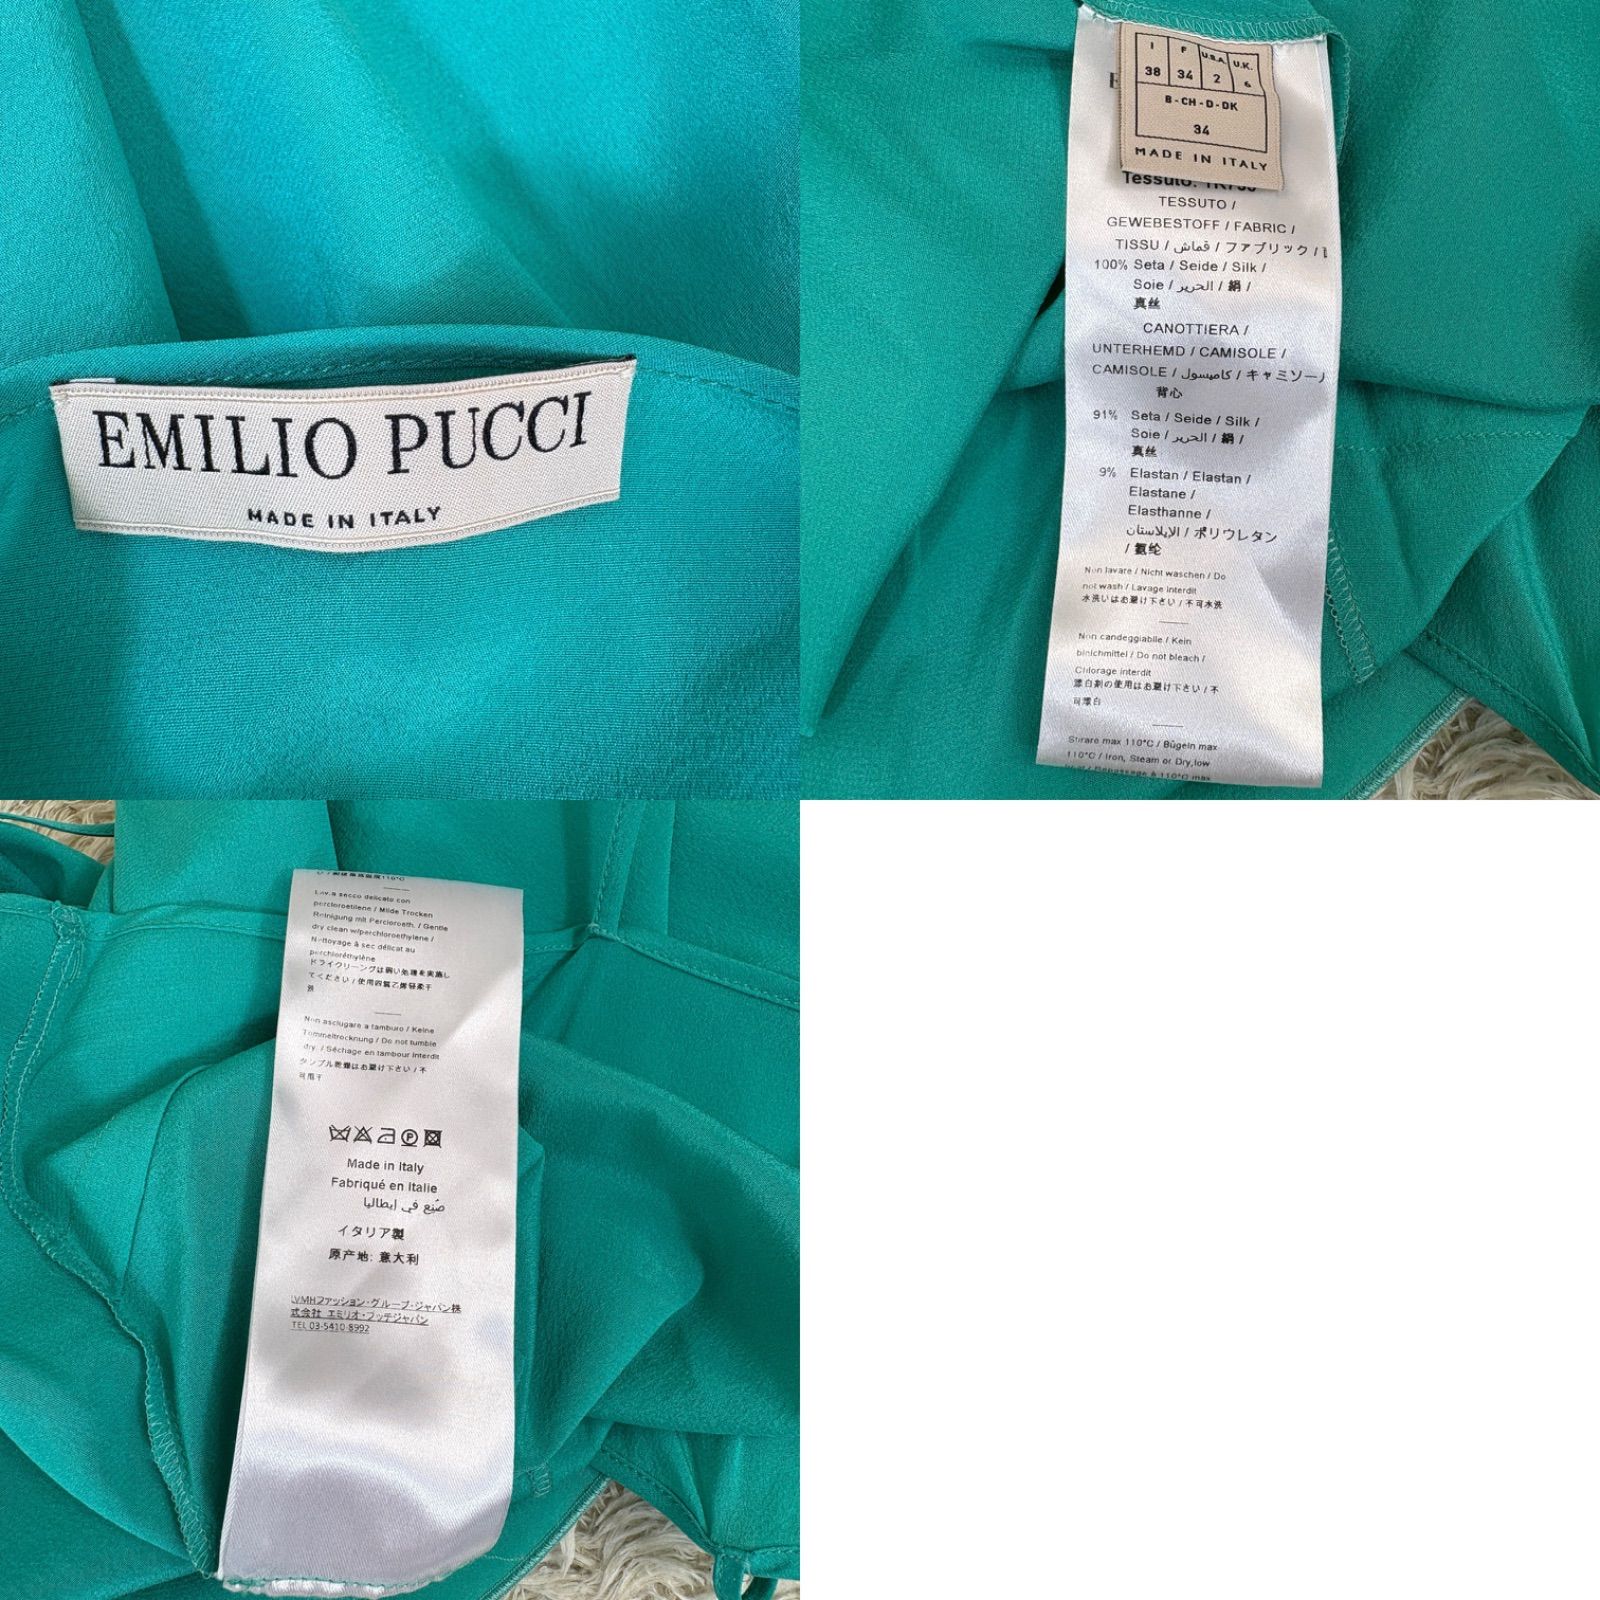 EMILIO PUCCI
MADE IN ITALY
I F U.S.A. U.K.
38 34 2 6
B-CH-D-DK
34
MADE IN ITALY
TESSUTO /
GEWEBESTOFF / FABRIC /
TISSU / قماش / ファブリック /
100% Seta / Seide / Silk /
Soie / الحرير / 絹 /
真丝
CANOTTIERA /
UNTERHEMD / CAMISOLE /
CAMISOLE / كاميسول / キャミソール
背心
91% Seta / Seide / Silk /
Soie / الحرير / 絹 /
真丝
9% Elastan / Elastan /
Elastane /
Elasthanne /
الإيلاستان / ポリウレタン
/ 氨纶
Non lavare / Nicht waschen / Do
not wash / Lavage interdit
水洗いはお避け下さい / 不可水洗
Non candeggiabile / Kein
bleichmittel / Do not bleach /
Chlorage interdit
漂白剤の使用はお避け下さい / 不
可漂白
Stirare max 110°C / Bügeln max
110°C / Iron, Steam or Dry, low
Repassage à 110°C max
110°C
Lava secco delicato con
percloroetilene / Milde Trocken
Reinigung mit Percloroeth. / Gentle
dry clean w/perchloroethylene /
Nettoyage à sec délicat au
perchloréthylène
ドライクリーニングは弱い処理を実施し
てください / 使用四氯乙烯轻柔干
洗
Non asciugare a tamburo / Keine
Trommeltrocknung / Do not tumble
dry. / Séchage en tambour interdit
タンブル乾燥はお避け下さい / 不
可甩干
Made in Italy
Fabriqué en Italie
صنع في إيطاليا
イタリア製
原产地: 意大利
LVMHファッション・グループ・ジャパン株
式会社 エミリオ・プッチジャパン
TEL 03-5410-8992